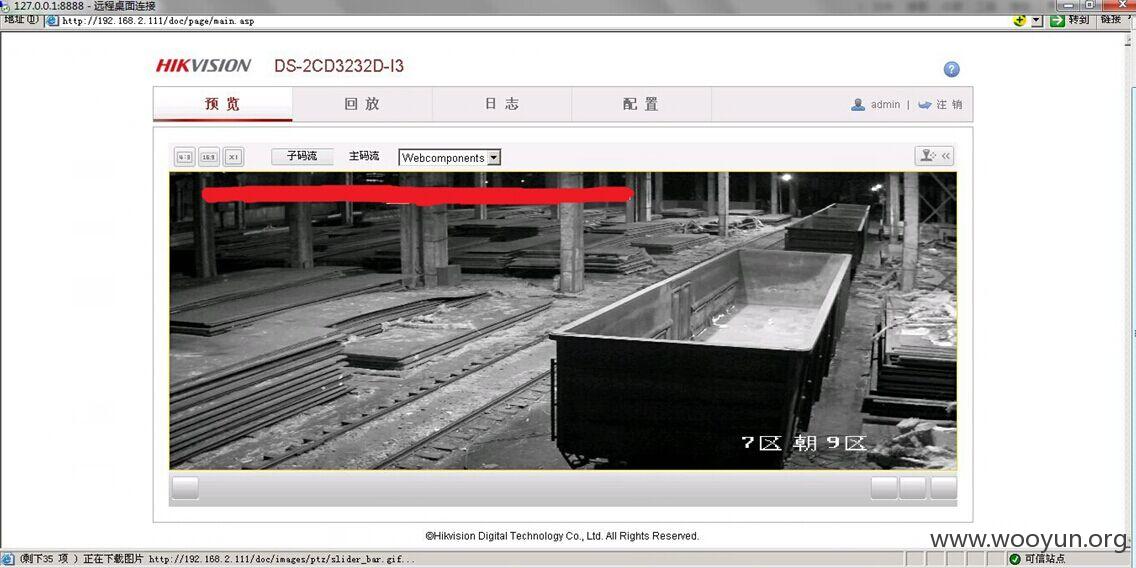 127.0.0.1:8888 - 远程桌面连接
地址(D) http://192.168.2.111/doc/page/main.asp 转到 链接
HIKVISION DS-2CD3232D-I3
预览 回放 日志 配置 admin | 注销
4:3 16:9 X1 子码流 主码流 Webcomponents
7区 朝 9区
©Hikvision Digital Technology Co., Ltd. All Rights Reserved.
www.wooyun.org
(剩下35 项 ) 正在下载图片 http://192.168.2.111/doc/images/ptz/slider_bar.gif... 可信站点